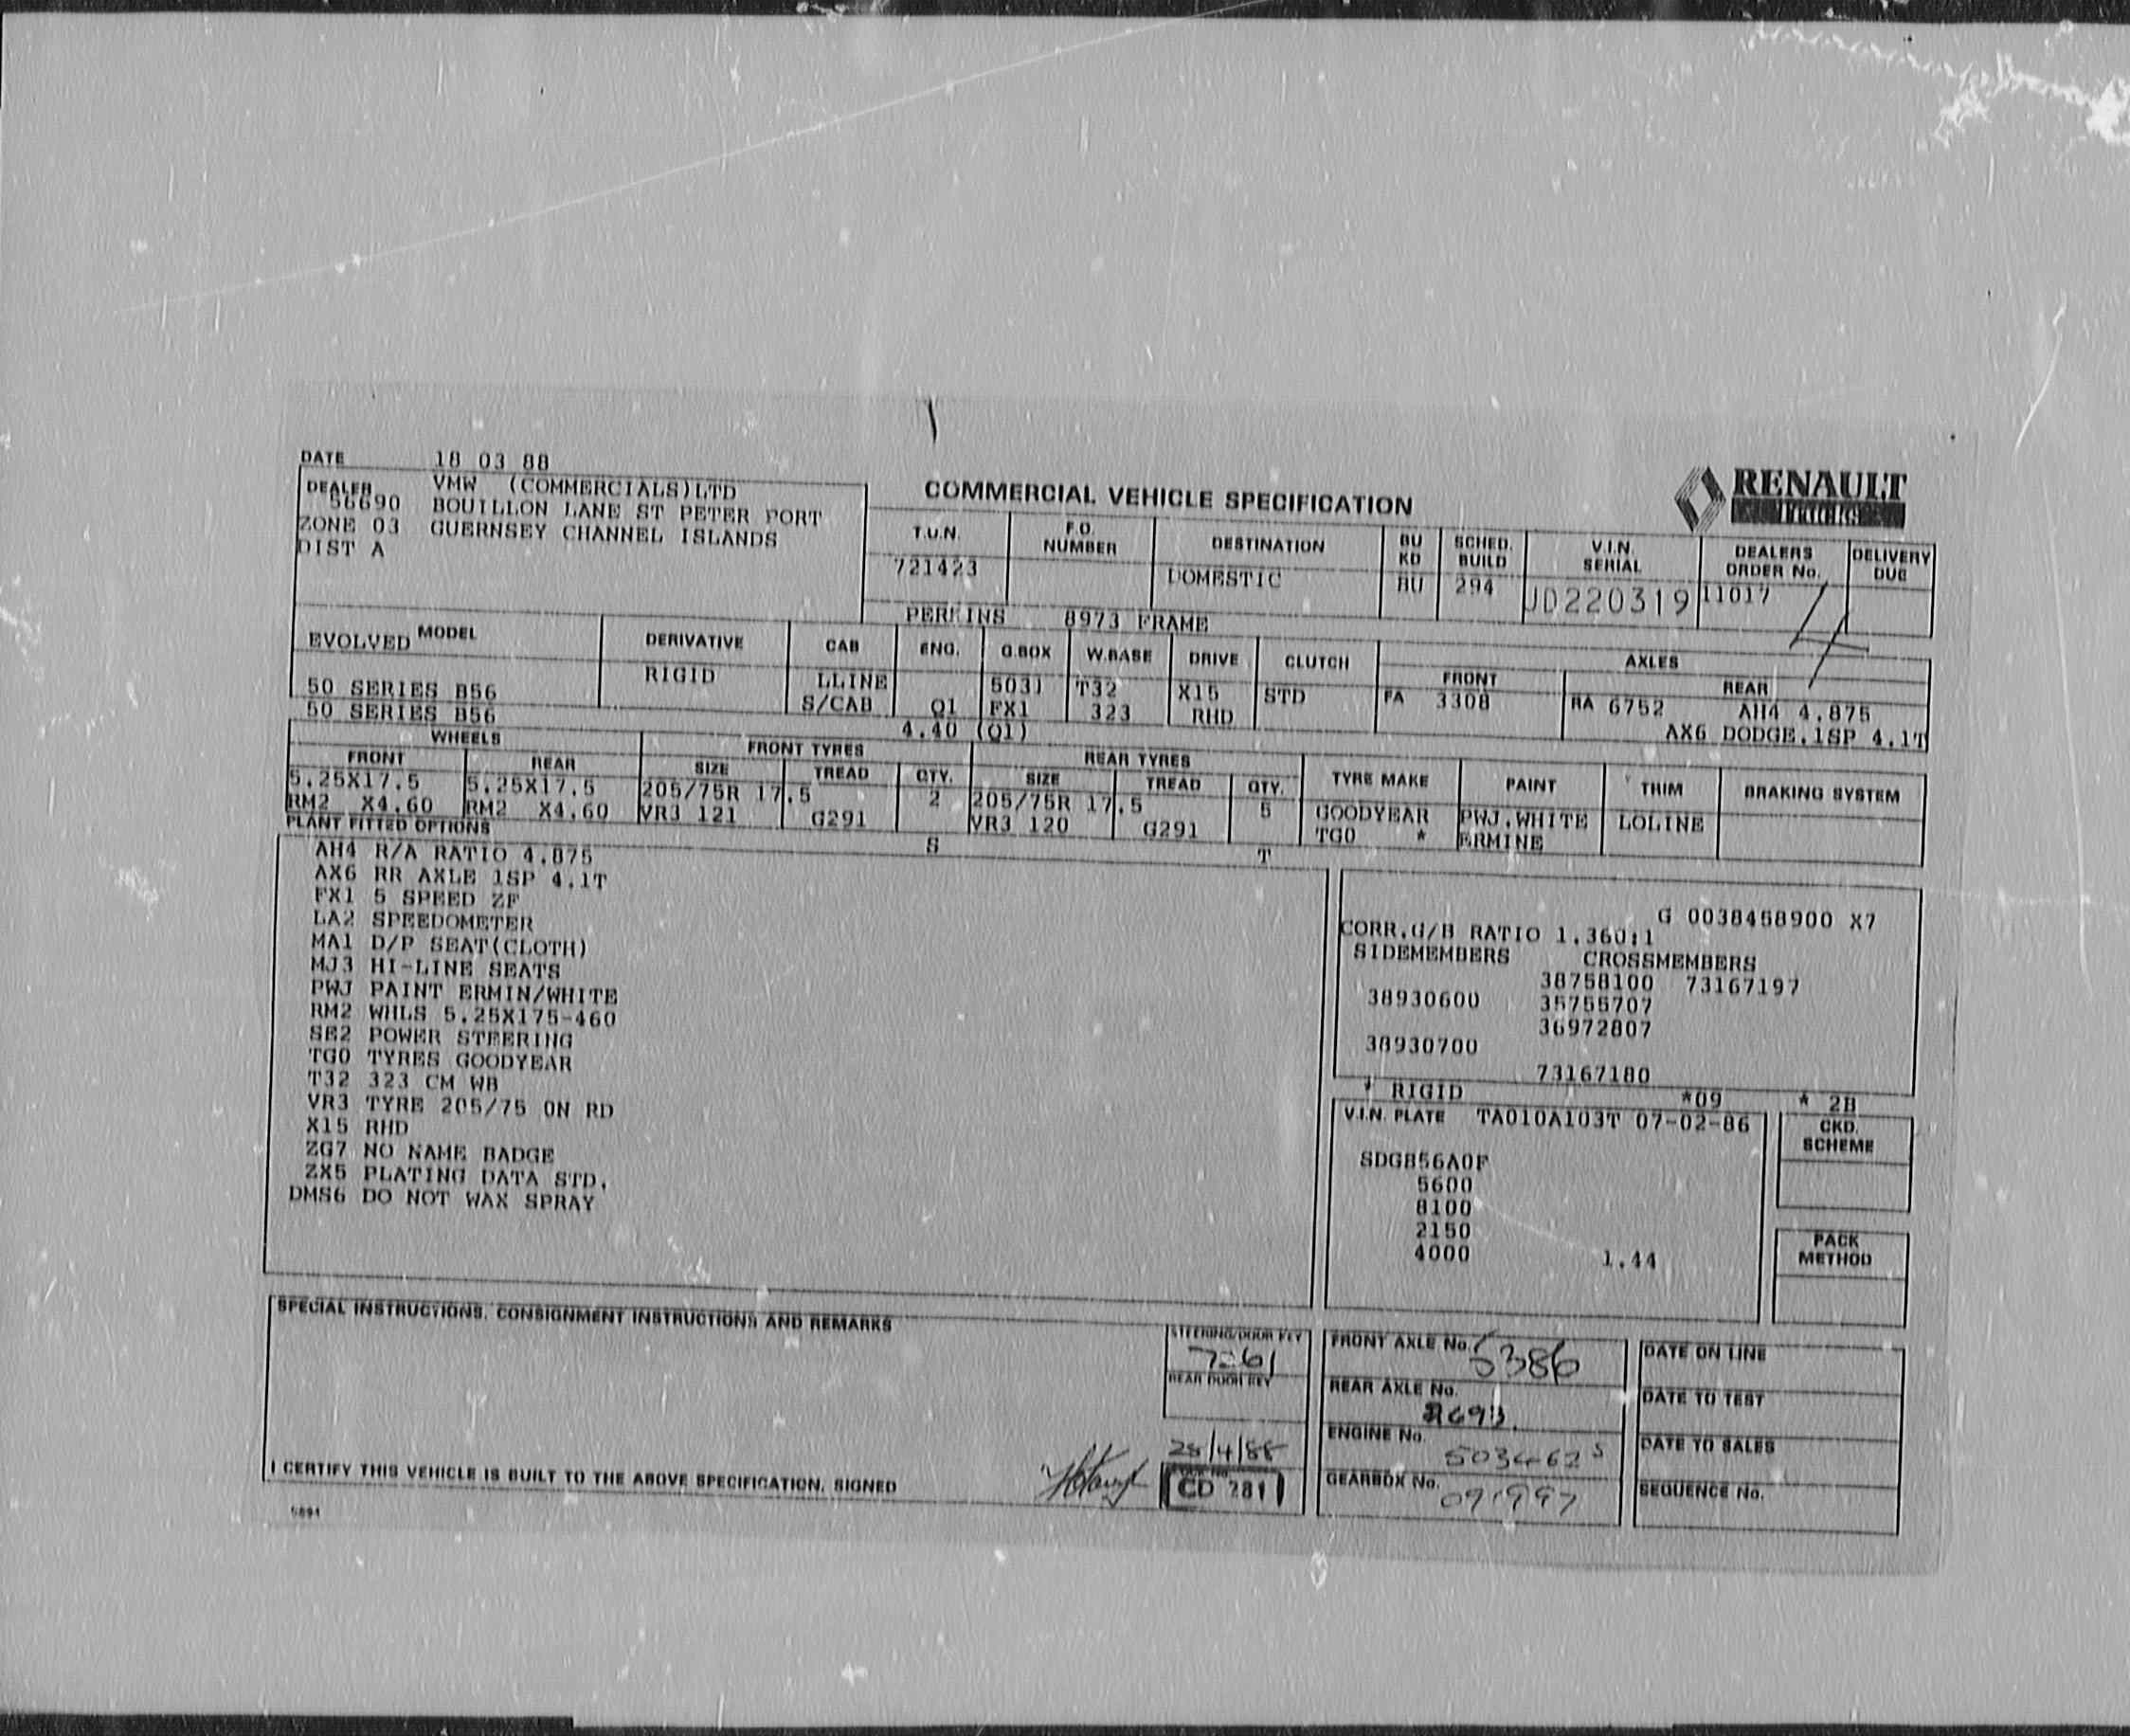 DATE 18 03 88
DEALER VMW (COMMERCIALS)LTD
56690 BOUILLON LANE ST PETER PORT
ZONE 03 GUERNSEY CHANNEL ISLANDS
DIST A
COMMERCIAL VEHICLE SPECIFICATION
RENAULT
TRUCKS
T.U.N. F.O. NUMBER DESTINATION BU KD SCHED. BUILD V.I.N. SERIAL DEALERS ORDER No. DELIVERY DUE
721423 DOMESTIC BU 294 JD220319 11017
PERKINS 8973 FRAME
MODEL DERIVATIVE CAB ENG. G.BOX W.BASE DRIVE CLUTCH AXLES
FRONT REAR
EVOLVED
RIGID LLINE 5031 T32 X15 STD FA 3308 RA 6752 AH4 4.875
50 SERIES B56 S/CAB Q1 FX1 323 RHD
50 SERIES B56 4.40 (Q1) AX6 DODGE.1SP 4.1T
WHEELS FRONT TYRES REAR TYRES
FRONT REAR SIZE TREAD QTY. SIZE TREAD QTY. TYRE MAKE PAINT TRIM BRAKING SYSTEM
5.25X17.5 5.25X17.5 205/75R 17.5 2 205/75R 17.5 5 GOODYEAR PWJ.WHITE LOLINE
RM2 X4.60 RM2 X4.60 VR3 121 G291 VR3 120 G291 TG0 * ERMINE
PLANT FITTED OPTIONS S T
AH4 R/A RATIO 4.875
AX6 RR AXLE 1SP 4.1T
FX1 5 SPEED ZF
LA2 SPEEDOMETER
MA1 D/P SEAT(CLOTH)
MJ3 HI-LINE SEATS
PWJ PAINT ERMIN/WHITE
RM2 WHLS 5.25X175-460
SE2 POWER STEERING
TG0 TYRES GOODYEAR
T32 323 CM WB
VR3 TYRE 205/75 ON RD
X15 RHD
ZG7 NO NAME BADGE
ZX5 PLATING DATA STD.
DMS6 DO NOT WAX SPRAY
G 0038458900 X7
CORR.G/B RATIO 1.360:1
SIDEMEMBERS CROSSMEMBERS
38758100 73167197
38930600 35755707
36972807
38930700
73167180
RIGID *09 * 2B
V.I.N. PLATE TA010A103T 07-02-86
SDGB56A0F
5600
8100
2150
4000 1.44
CKD. SCHEME
PACK METHOD
SPECIAL INSTRUCTIONS, CONSIGNMENT INSTRUCTIONS AND REMARKS
STEERING/DOOR KEY
REAR DOOR KEY
28/4/88
CD 281
I CERTIFY THIS VEHICLE IS BUILT TO THE ABOVE SPECIFICATION. SIGNED
FRONT AXLE No. 5386
REAR AXLE No.
ENGINE No. 503462 S
GEARBOX No. 091997
DATE ON LINE
DATE TO TEST
DATE TO SALES
SEQUENCE No.
5891